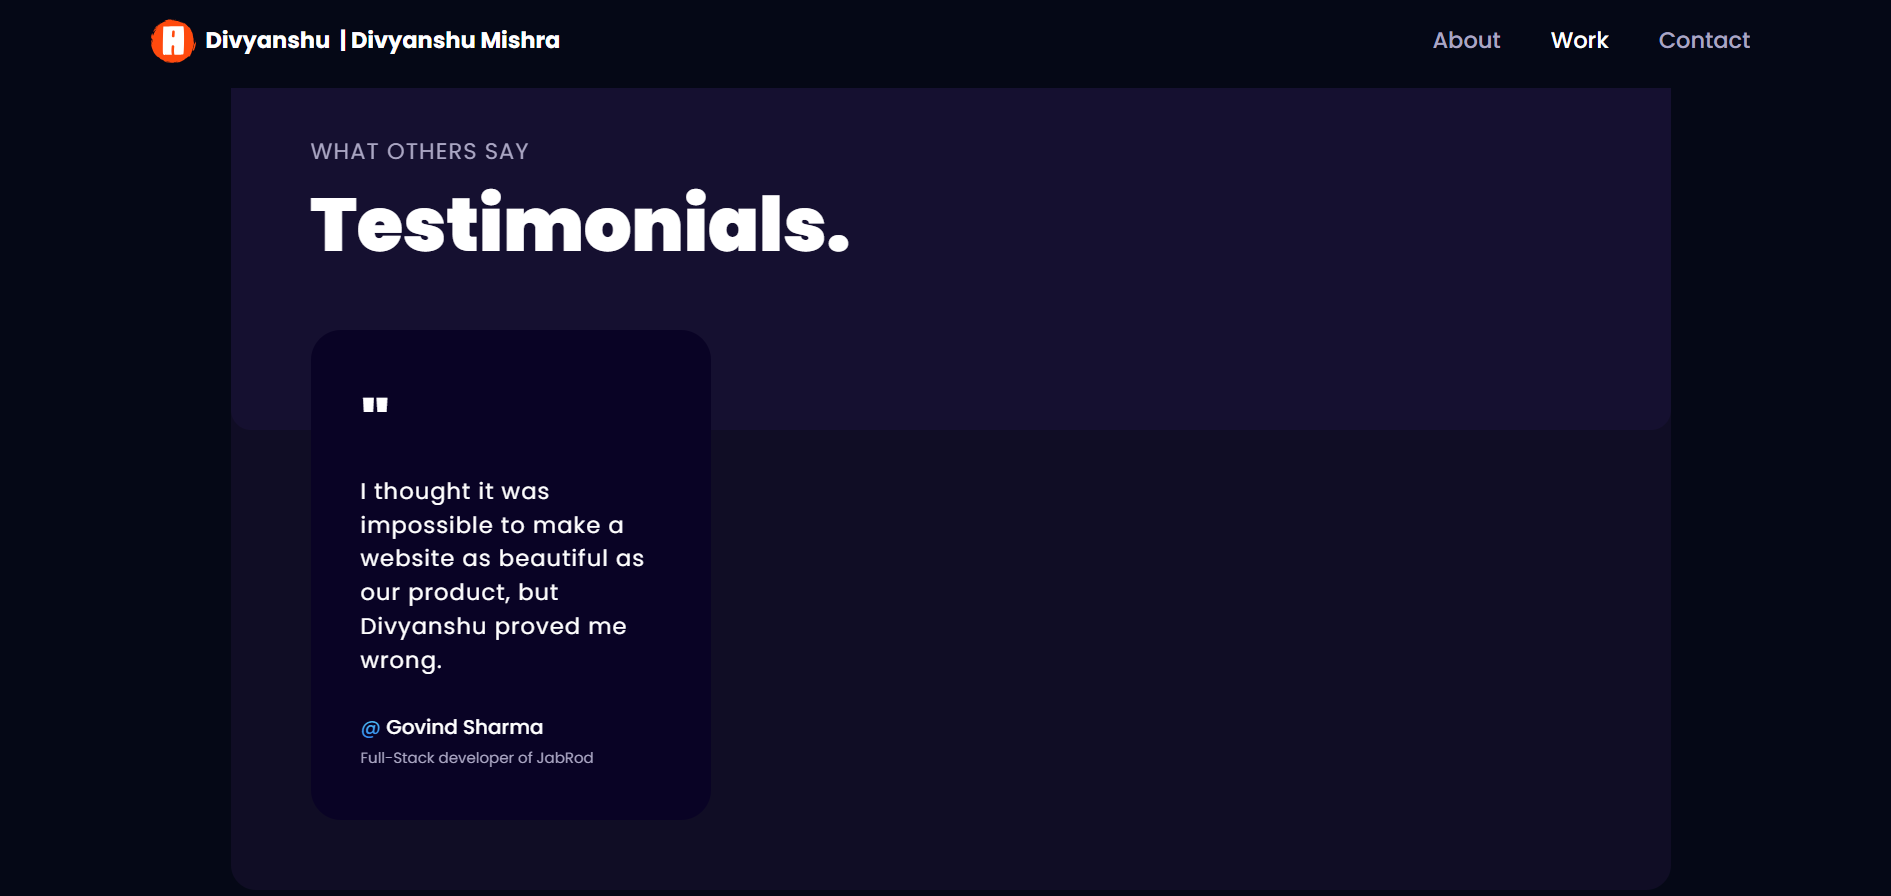 A Divyanshu | Divyanshu Mishra
About Work Contact
WHAT OTHERS SAY
Testimonials.
"
I thought it was
impossible to make a
website as beautiful as
our product, but
Divyanshu proved me
wrong.
@ Govind Sharma
Full-Stack developer of JabRod